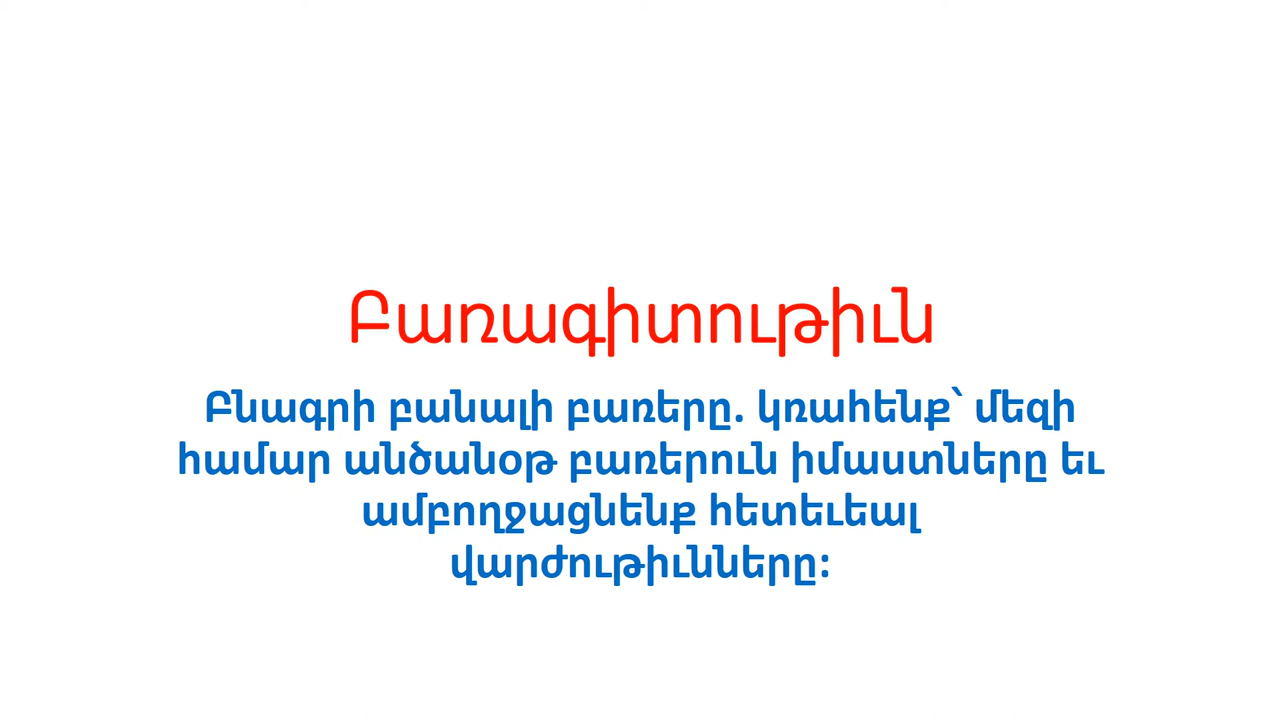 Բառագիտութիւն
Բնագրի բանալի բառերը. կռահենք՝ մեզի
համար անծանօթ բառերուն իմաստները եւ
ամբողջացնենք հետեւեալ
վարժութիւնները: